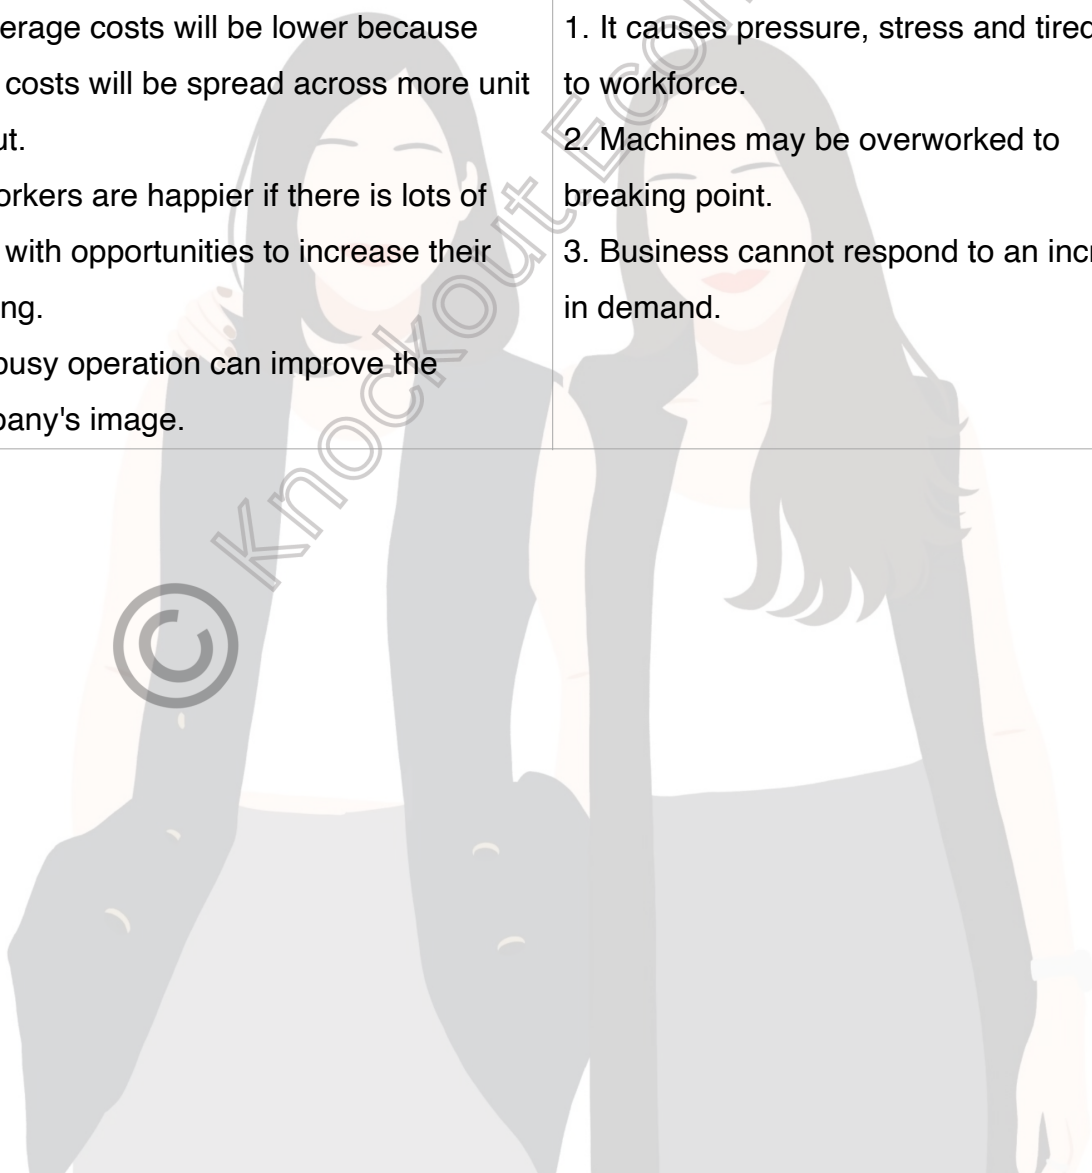 erage costs will be lower because
costs will be spread across more unit
ut.
orkers are happier if there is lots of
with opportunities to increase their
ng.
busy operation can improve the
pany's image.
1. It causes pressure, stress and tired
to workforce.
2. Machines may be overworked to
breaking point.
3. Business cannot respond to an incr
in demand.
© Knockout Econ